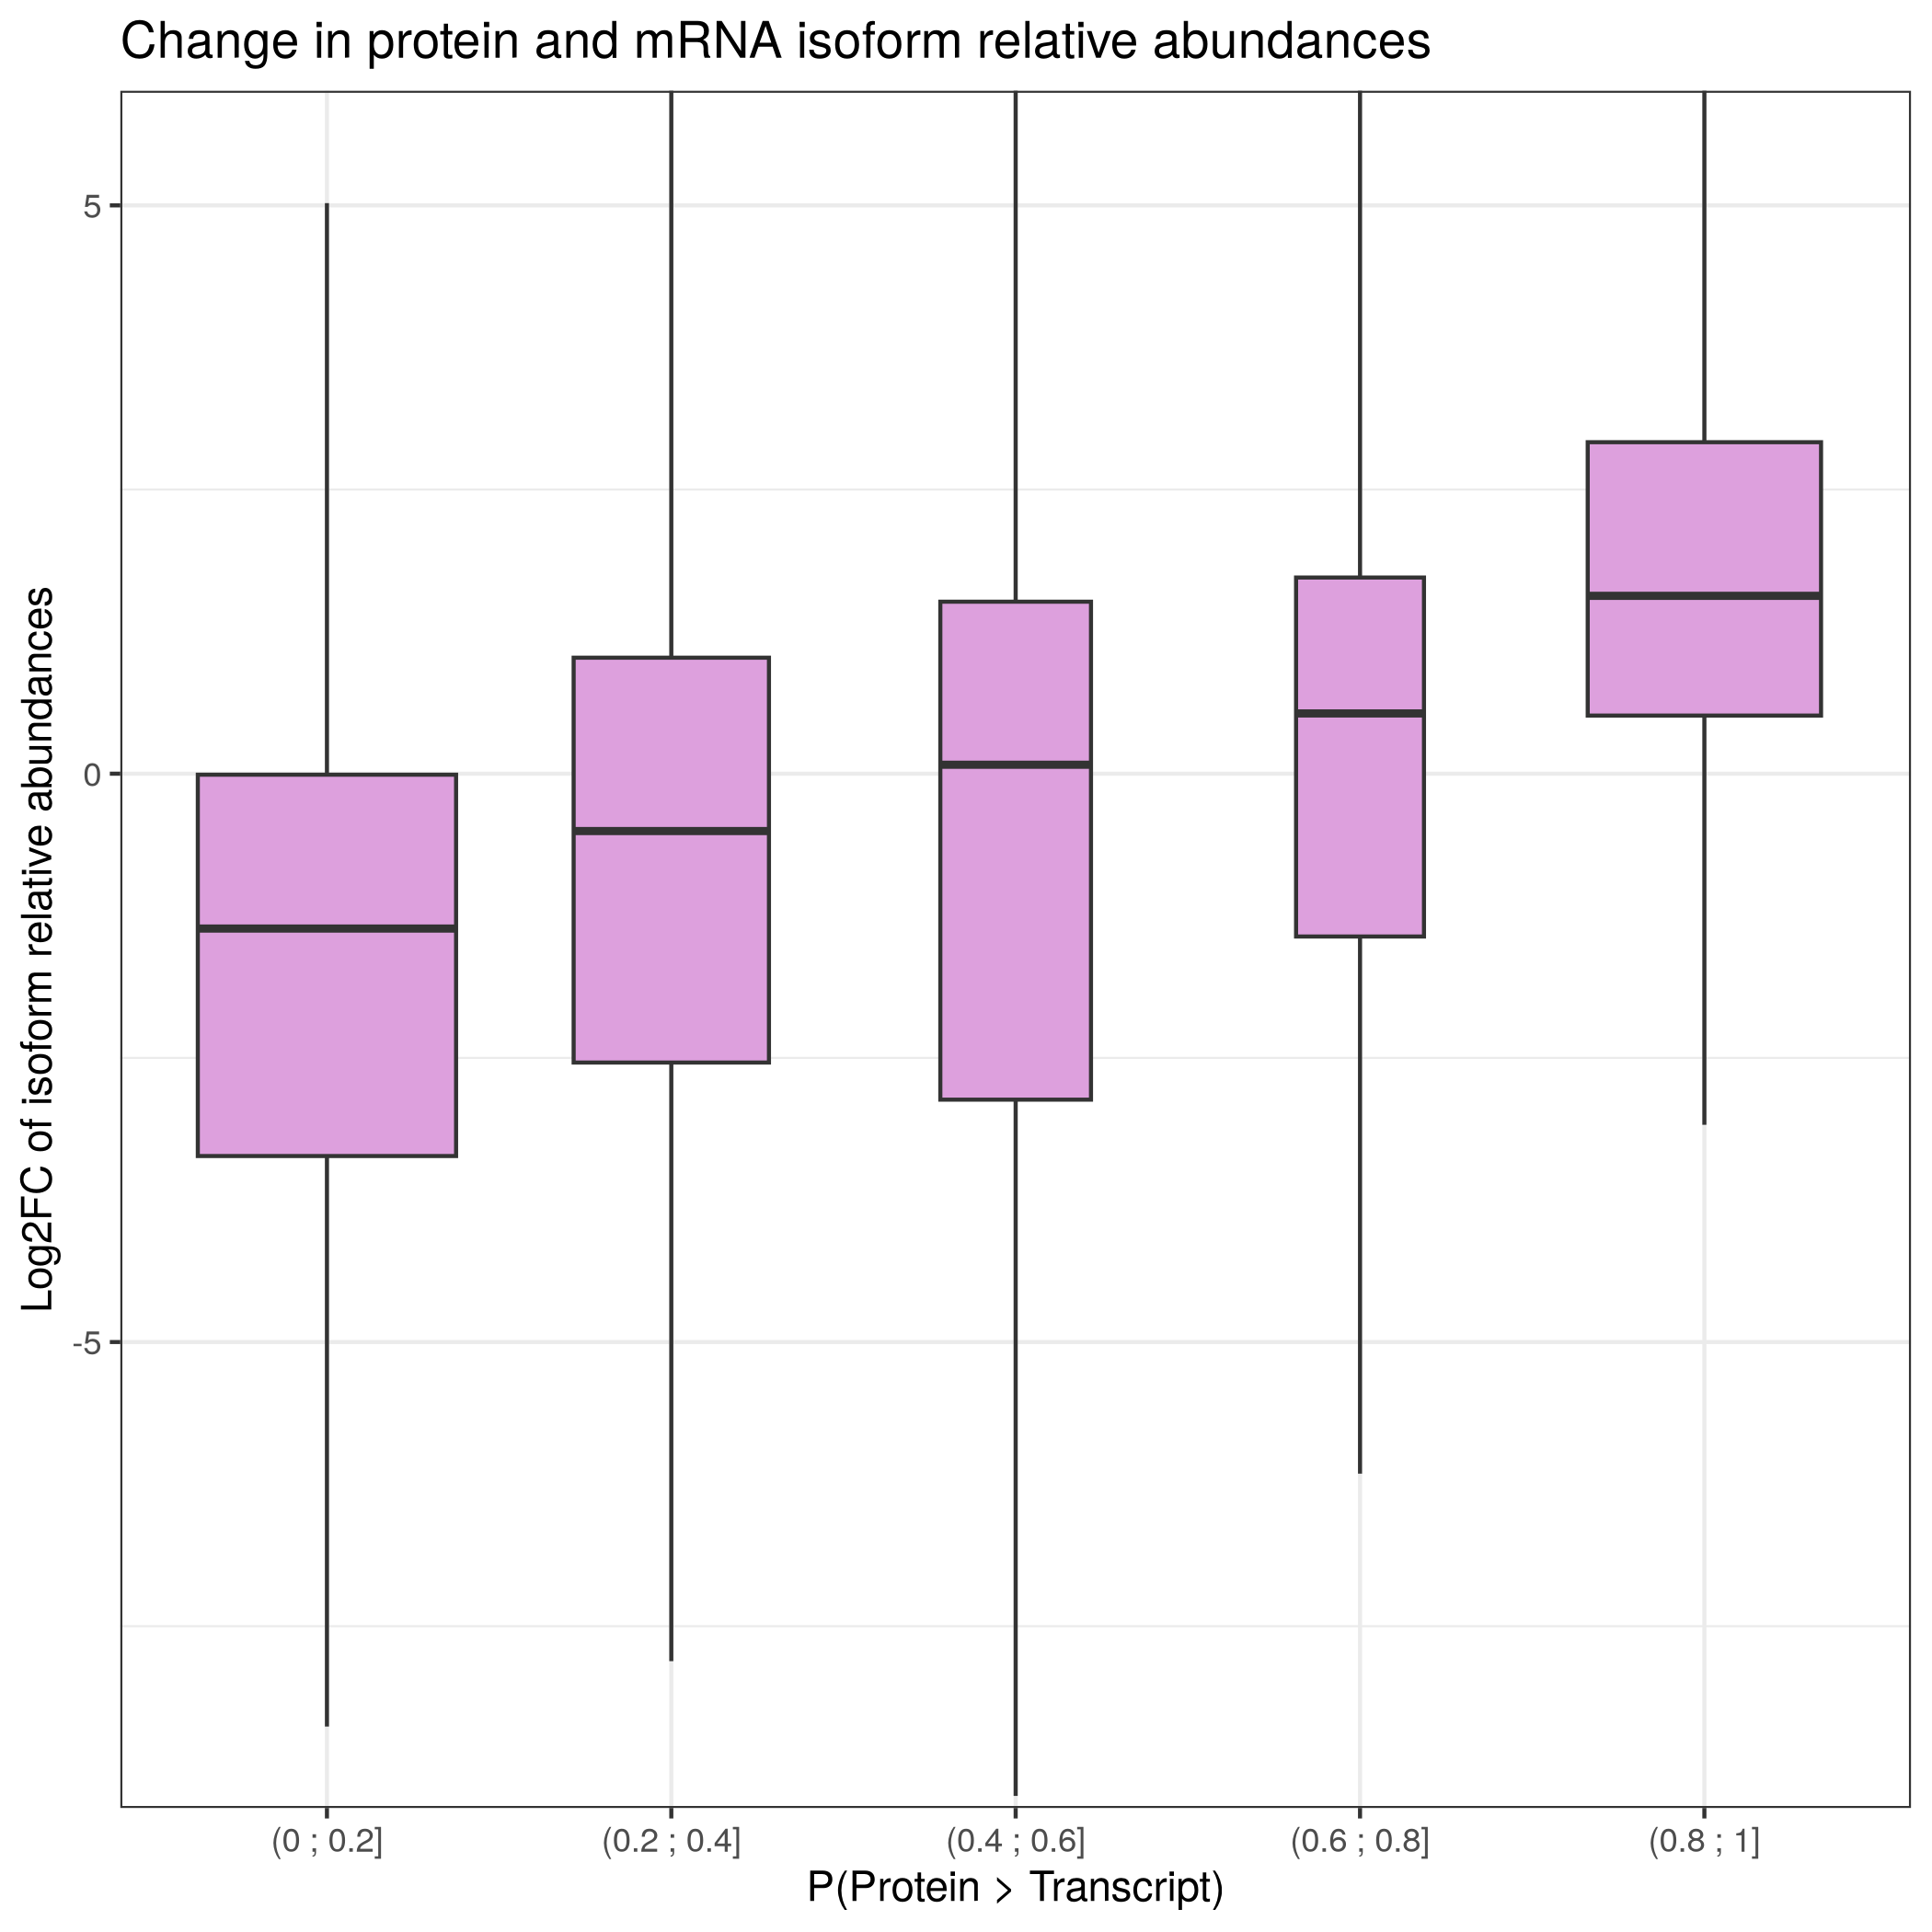 Change in protein and mRNA isoform relative abundances
Log2FC of isoform relative abundances
5
0
-5
(0 ; 0.2]
(0.2 ; 0.4]
(0.4 ; 0.6]
(0.6 ; 0.8]
(0.8 ; 1]
P(Protein > Transcript)